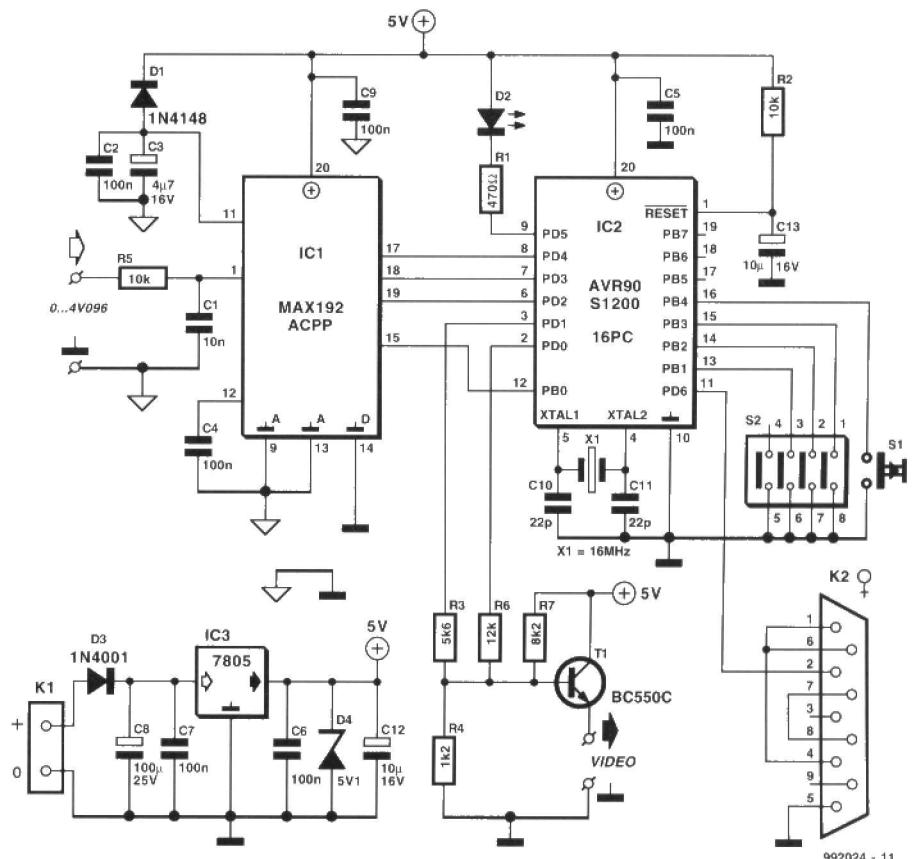 5V
D1
1N4148
C2
100n
C3
4µ7
16V
C9
100n
D2
R1
470Ω
C5
100n
R2
10k
20
20
11
1
12
9
13
14
17
18
19
15
IC1
MAX192
ACPP
A
A
D
R5
10k
0...4V096
C1
10n
C4
100n
9
8
7
6
3
2
12
PD5
PD4
PD3
PD2
PD1
PD0
PB0
IC2
AVR90
S1200
16PC
RESET
PB7
PB6
PB5
PB4
PB3
PB2
PB1
PD6
1
19
18
17
16
15
14
13
11
C13
10µ
16V
XTAL1
XTAL2
5
4
10
X1
C10
22p
C11
22p
X1 = 16MHz
S2
4
3
2
1
5
6
7
8
S1
D3
1N4001
IC3
7805
5V
K1
+
0
C8
100µ
25V
C7
100n
C6
100n
D4
5V1
C12
10µ
16V
R3
5k6
R6
12k
R7
8k2
5V
T1
BC550C
R4
1k2
VIDEO
K2
1
6
2
7
3
8
4
9
5
992024 - 11